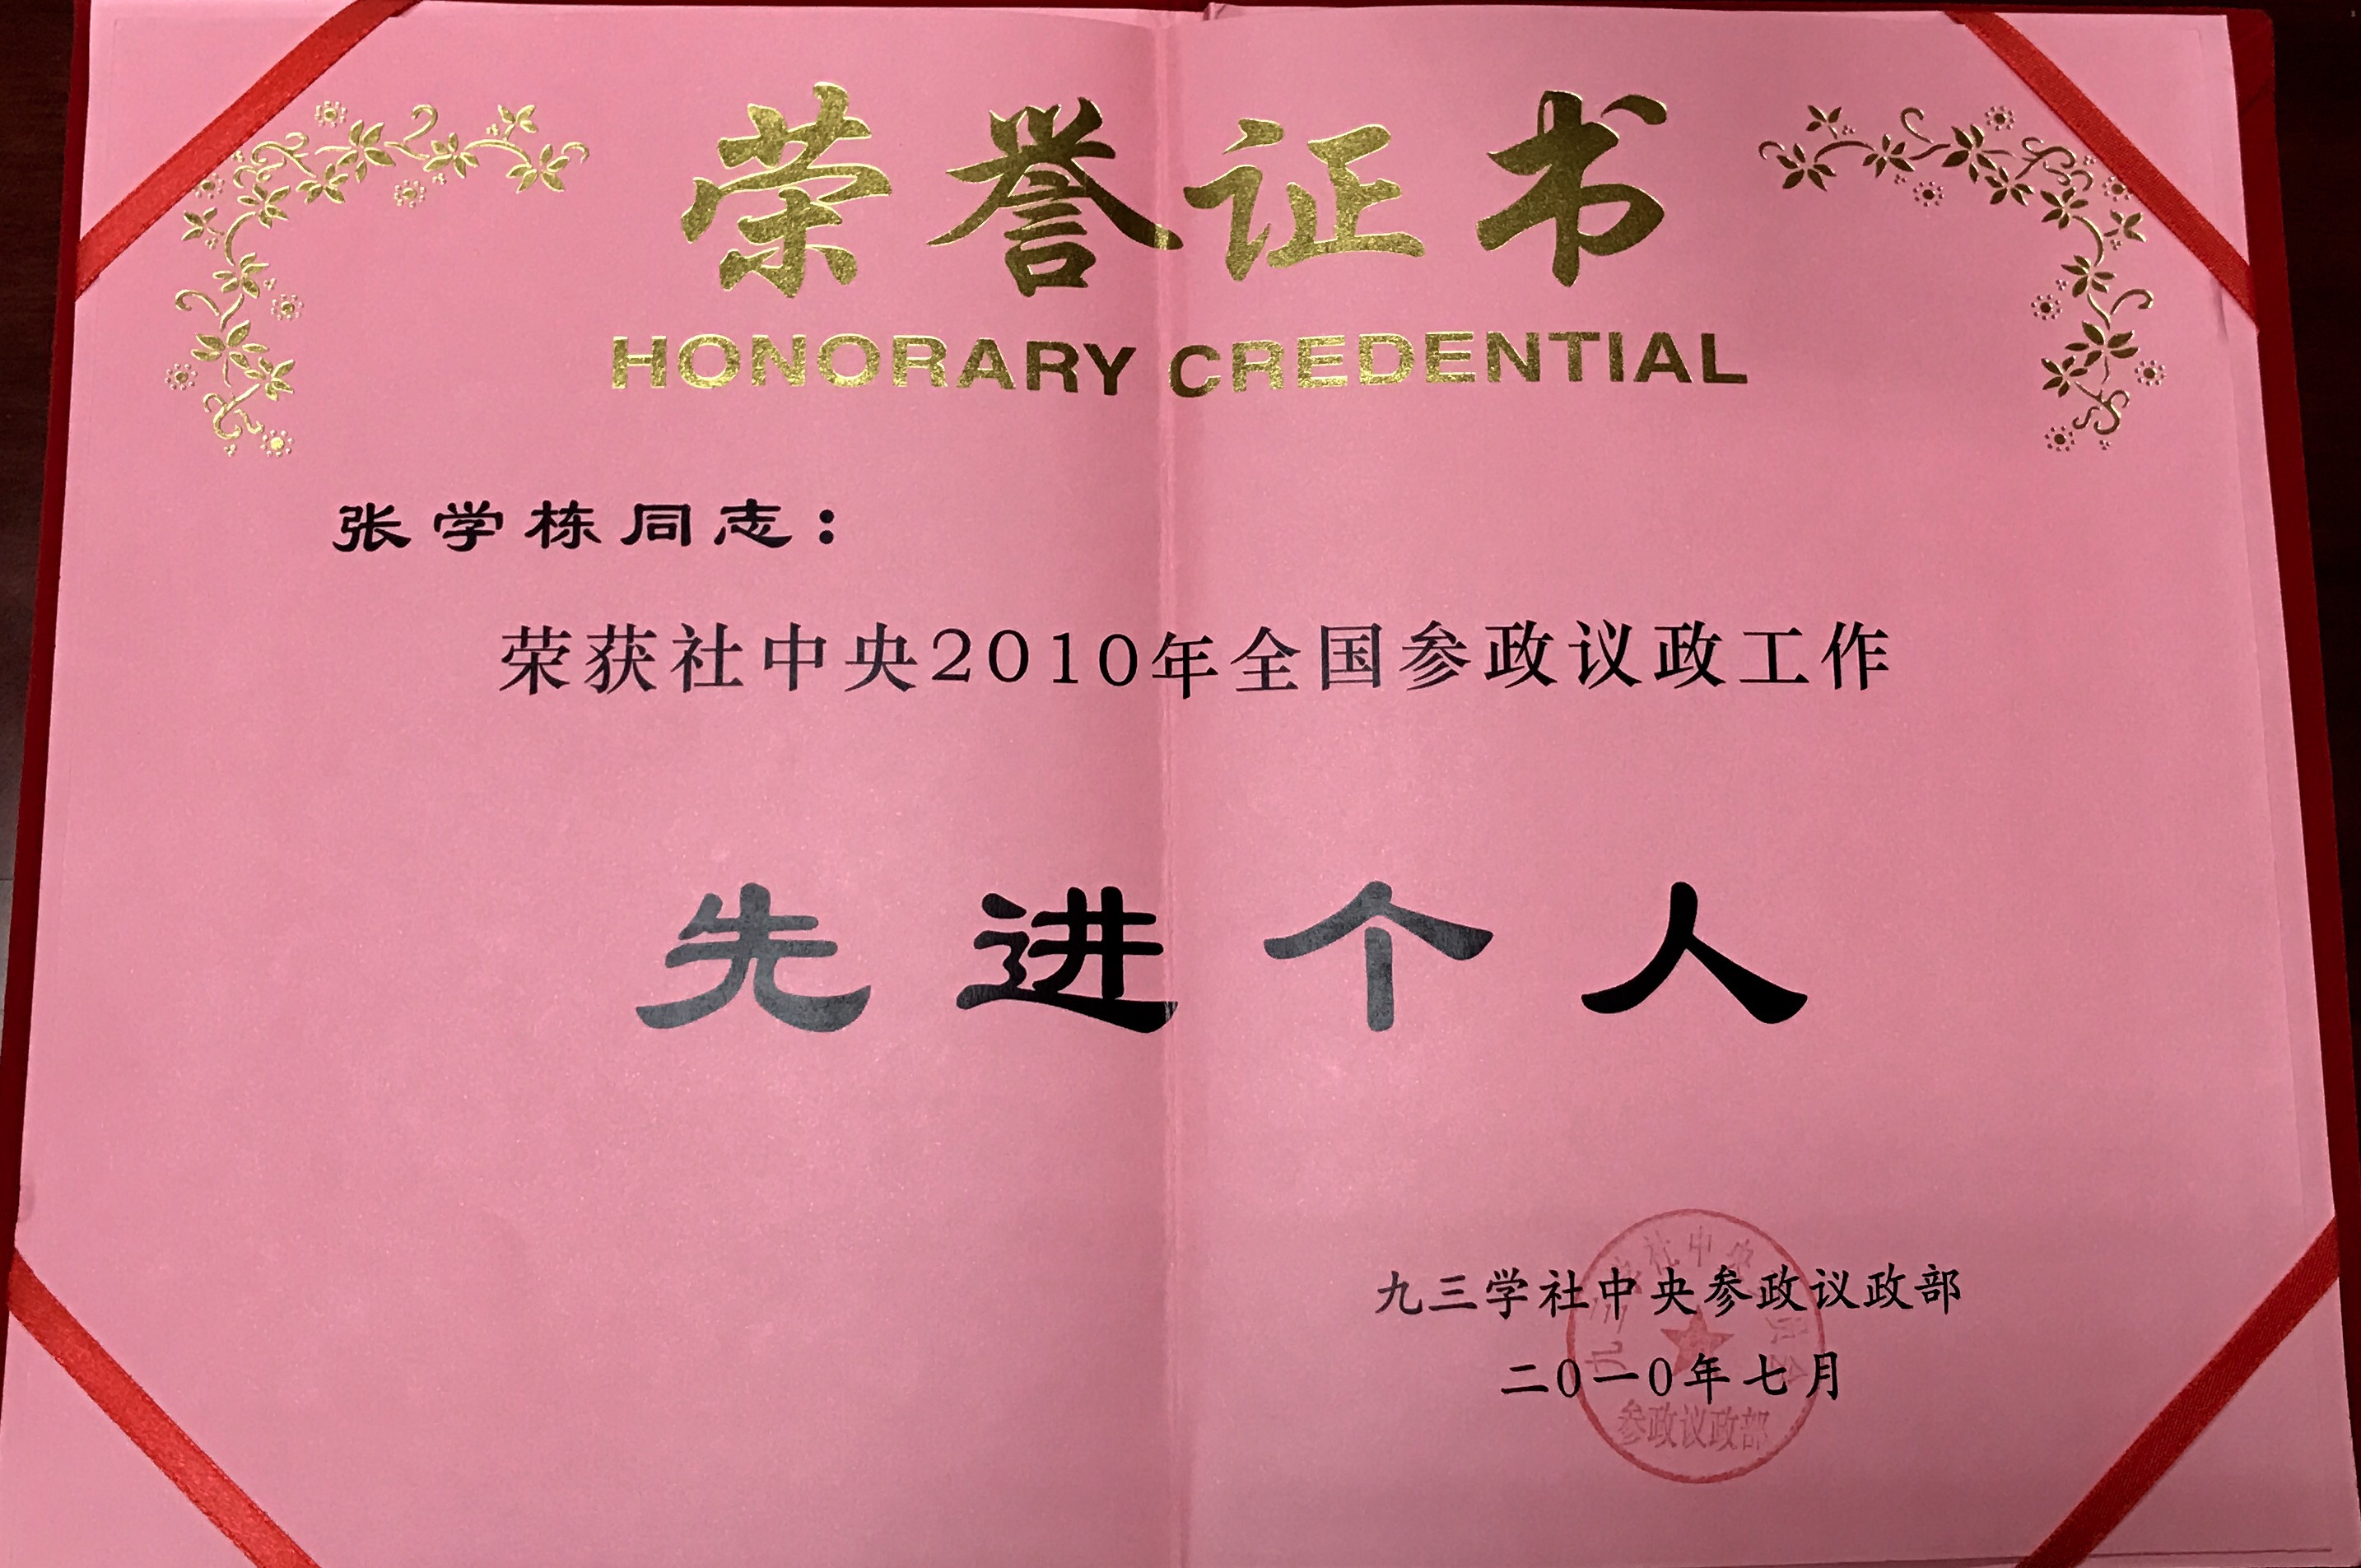 荣誉证书
HONORARY CREDENTIAL
张学栋同志：
荣获社中央2010年全国参政议政工作
先进个人
九三学社中央参政议政部
二0一0年七月
参政议政部